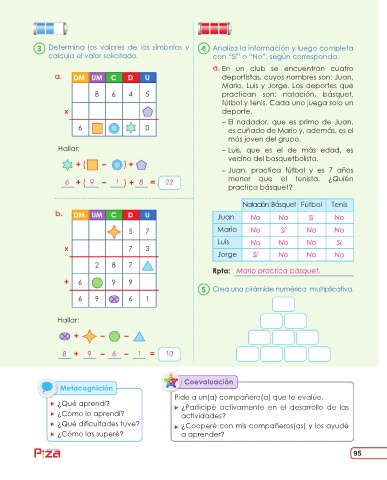 3 Determina los valores de los símbolos y
calcula el valor solicitado.
a. DM UM C D U
8 6 4 5
x
6 0
Hallar:
+ ( – ) +
6 + ( 9 – 1 ) + 8 = 22
b. DM UM C D U
5 7
x 7 3
2 8 7
+ 6 9 9
6 9 6 1
Hallar:
+ – –
8 + 9 – 6 – 1 = 10
4 Analiza la información y luego completa
con "Sí" o "No", según corresponda.
a. En un club se encuentran cuatro
deportistas, cuyos nombres son: Juan,
Mario, Luis y Jorge. Los deportes que
practican son: natación, básquet,
fútbol y tenis. Cada uno juega solo un
deporte.
– El nadador, que es primo de Juan,
es cuñado de Mario y, además, es el
más joven del grupo.
– Luis, que es el de más edad, es
vecino del basquetbolista.
– Juan, practica fútbol y es 7 años
menor que el tenista. ¿Quién
practica básquet?
Natación Básquet Fútbol Tenis
Juan No No Sí No
Mario No Sí No No
Luis No No No Sí
Jorge Sí No No No
Rpta: Mario practica básquet.
5 Crea una pirámide numérica multiplicativa.
Metacognición
¿Qué aprendí?
¿Cómo lo aprendí?
¿Qué dificultades tuve?
¿Cómo las superé?
Coevaluación
Pide a un(a) compañero(a) que te evalúe.
¿Participé activamente en el desarrollo de las
actividades?
¿Cooperé con mis compañeros(as) y los ayudé
a aprender?
95